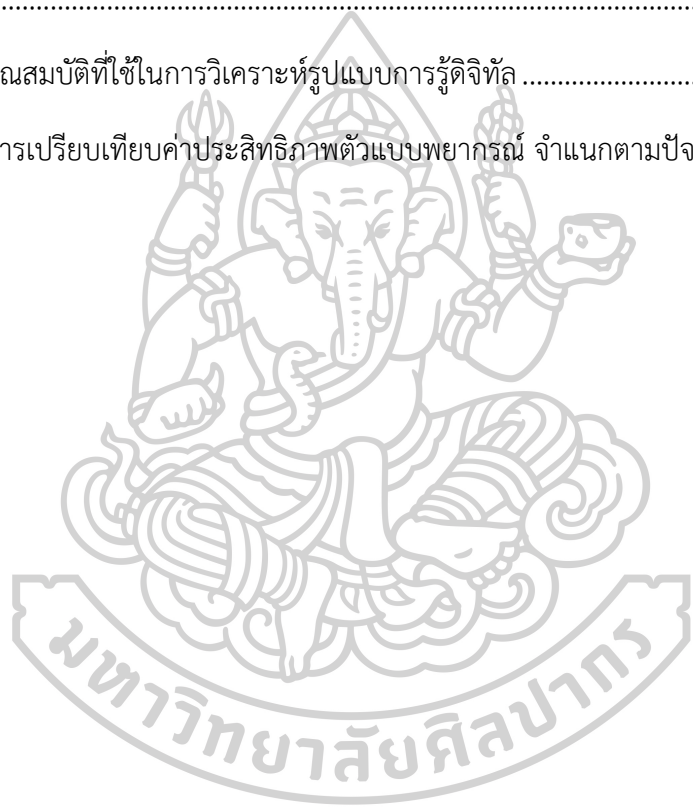 ............................................................................................
ณสมบัติที่ใช้ในการวิเคราะห์รูปแบบการรู้ดิจิทัล ........................
ารเปรียบเทียบค่าประสิทธิภาพตัวแบบพยากรณ์ จำแนกตามปัจ
มหาวิทยาลัยศิลปากร